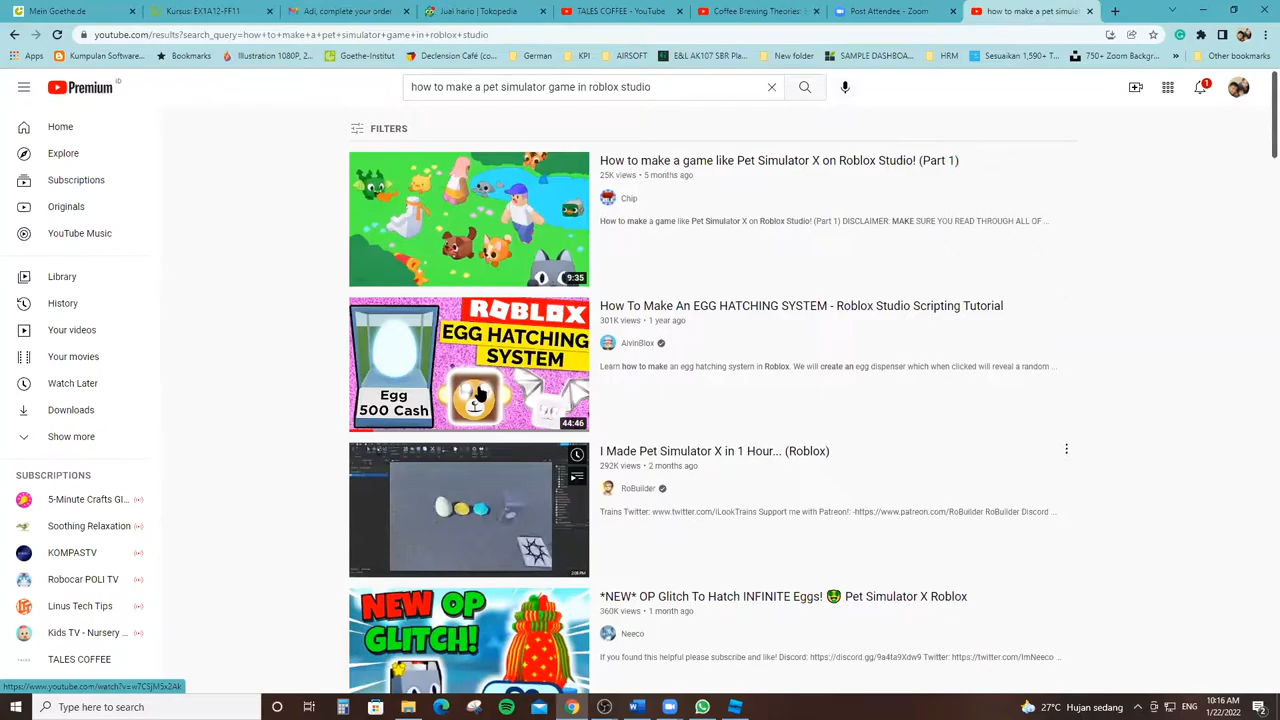 Mein Campus
Kursus: EX1A12-FF11
Adi, complete your order
Jual hario | Tokopedia
TALES COFFEE - YouTube
Coffee Brewing Theories: 
Post Attendee - Zoom
how to make a pet simulator
youtube.com/results?search_query=how+to+make+a+pet+simulator+game+in+roblox+studio
Apps
Kumpulan Software...
Bookmarks
Illustration 1080P, 2...
Goethe-Institut
Declension Café (co...
German
KPI
AIRSOFT
E&L AK107 SBR Pla...
New folder
SAMPLE DASHBOA...
HRM
Sesuaikan 1,590+ T...
750+ Zoom Backg...
Other bookmarks
Premium ID
how to make a pet simulator game in roblox studio
1
Home
Explore
Subscriptions
Originals
YouTube Music
Library
History
Your videos
Your movies
Watch Later
Downloads
Show more
SUBSCRIPTIONS
5-Minute Crafts GI...
Soothing Relaxation
KOMPASTV
Robocar POLI TV
Linus Tech Tips
Kids TV - Nursery ...
TALES COFFEE
FILTERS
9:35
How to make a game like Pet Simulator X on Roblox Studio! (Part 1)
25K views • 5 months ago
Chip
How to make a game like Pet Simulator X on Roblox Studio! (Part 1) DISCLAIMER: MAKE SURE YOU READ THROUGH ALL OF ...
ROBLOX
EGG HATCHING
SYSTEM
Egg
500 Cash
44:46
How To Make An EGG HATCHING SYSTEM - Roblox Studio Scripting Tutorial
301K views • 1 year ago
AlvinBlox
Learn how to make an egg hatching system in Roblox. We will create an egg dispenser which when clicked will reveal a random ...
I Made Pet Simulator X in 1 Hour... (Roblox)
292K views • 2 months ago
RoBuilder
Trains Twitter: www.twitter.com/iLookTrains Support me with Patreon!: -https://www.patreon.com/RoBuilder RoBuilder Discord ...
NEW OP
GLITCH!
*NEW* OP Glitch To Hatch INFINITE Eggs! 🤑 Pet Simulator X Roblox
360K views • 1 month ago
Neeco
If you found this helpful please subscribe and like! Discord: https://discord.gg/9a4ta9Xdw9 Twitter: https://twitter.com/ImNeeco ...
https://www.youtube.com/watch?v=w7CSjM5x2Ak
Type here to search
27°C Hujan sedang
ENG
10:16 AM
1/22/2022